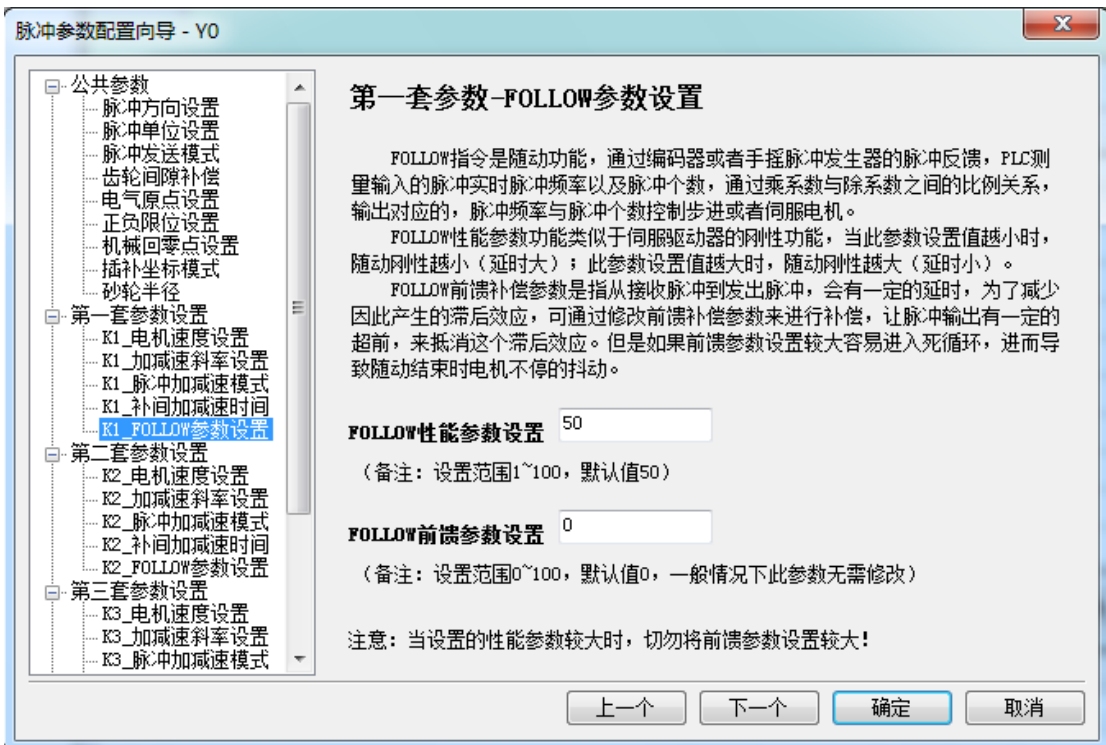 脉冲参数配置向导 - Y0
公共参数
脉冲方向设置
脉冲单位设置
脉冲发送模式
齿轮间隙补偿
电气原点设置
正负限位设置
机械回零点设置
插补坐标模式
砂轮半径
第一套参数设置
K1_电机速度设置
K1_加减速斜率设置
K1_脉冲加减速模式
K1_补间加减速时间
K1_FOLLOW参数设置
第二套参数设置
K2_电机速度设置
K2_加减速斜率设置
K2_脉冲加减速模式
K2_补间加减速时间
K2_FOLLOW参数设置
第三套参数设置
K3_电机速度设置
K3_加减速斜率设置
K3_脉冲加减速模式
第一套参数-FOLLOW参数设置
FOLLOW指令是随动功能，通过编码器或者手摇脉冲发生器的脉冲反馈，PLC测
量输入的脉冲实时脉冲频率以及脉冲个数，通过乘系数与除系数之间的比例关系，
输出对应的，脉冲频率与脉冲个数控制步进或者伺服电机。
FOLLOW性能参数功能类似于伺服驱动器的刚性功能，当此参数设置值越小时，
随动刚性越小（延时大）；此参数设置值越大时，随动刚性越大（延时小）。
FOLLOW前馈补偿参数是指从接收脉冲到发出脉冲，会有一定的延时，为了减少
因此产生的滞后效应，可通过修改前馈补偿参数来进行补偿，让脉冲输出有一定的
超前，来抵消这个滞后效应。但是如果前馈参数设置较大容易进入死循环，进而导
致随动结束时电机不停的抖动。
FOLLOW性能参数设置 50
（备注：设置范围1~100，默认值50）
FOLLOW前馈参数设置 0
（备注：设置范围0~100，默认值0，一般情况下此参数无需修改）
注意：当设置的性能参数较大时，切勿将前馈参数设置较大！
上一个 下一个 确定 取消